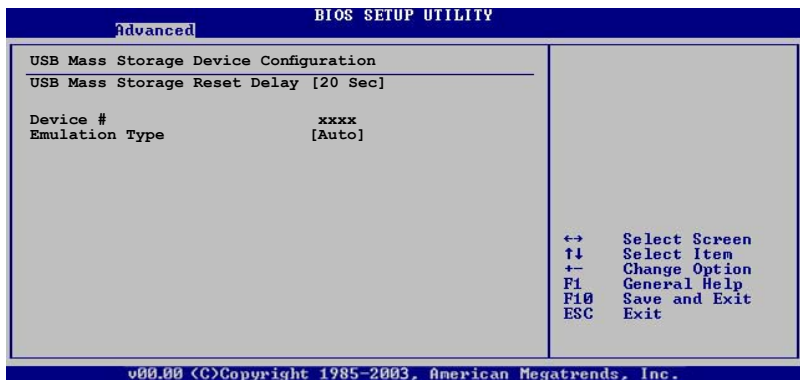 BIOS SETUP UTILITY
Advanced
USB Mass Storage Device Configuration
USB Mass Storage Reset Delay [20 Sec]
Device # xxxx
Emulation Type [Auto]
←→ Select Screen
↑↓ Select Item
+- Change Option
F1 General Help
F10 Save and Exit
ESC Exit
v00.00 (C)Copyright 1985-2003, American Megatrends, Inc.